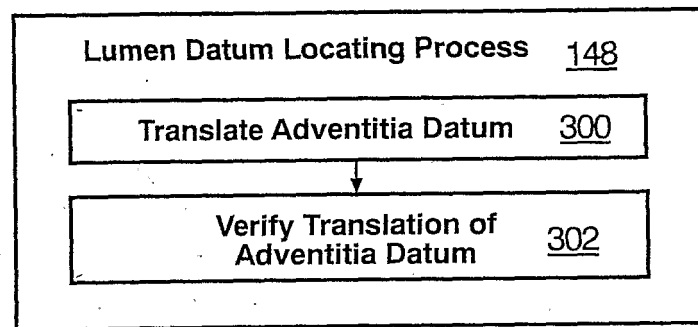 Lumen Datum Locating Process 148
Translate Adventitia Datum 300
Verify Translation of
Adventitia Datum 302